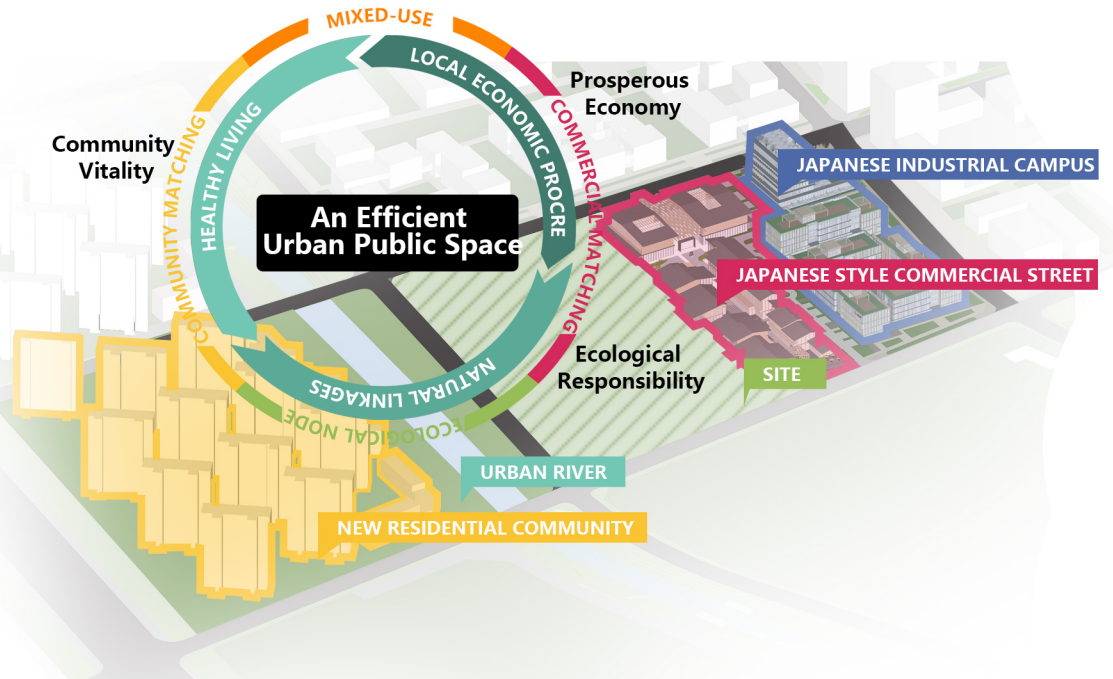 MIXED-USE
LOCAL ECONOMIC PROCRE
Prosperous
Economy
COMMERCIAL MATCHING
Community
Vitality
COMMUNITY MATCHING
HEALTHY LIVING
An Efficient
Urban Public Space
JAPANESE INDUSTRIAL CAMPUS
JAPANESE STYLE COMMERCIAL STREET
Ecological
Responsibility
SITE
NATURAL LINKAGES
ECOLOGICAL NODE
URBAN RIVER
NEW RESIDENTIAL COMMUNITY